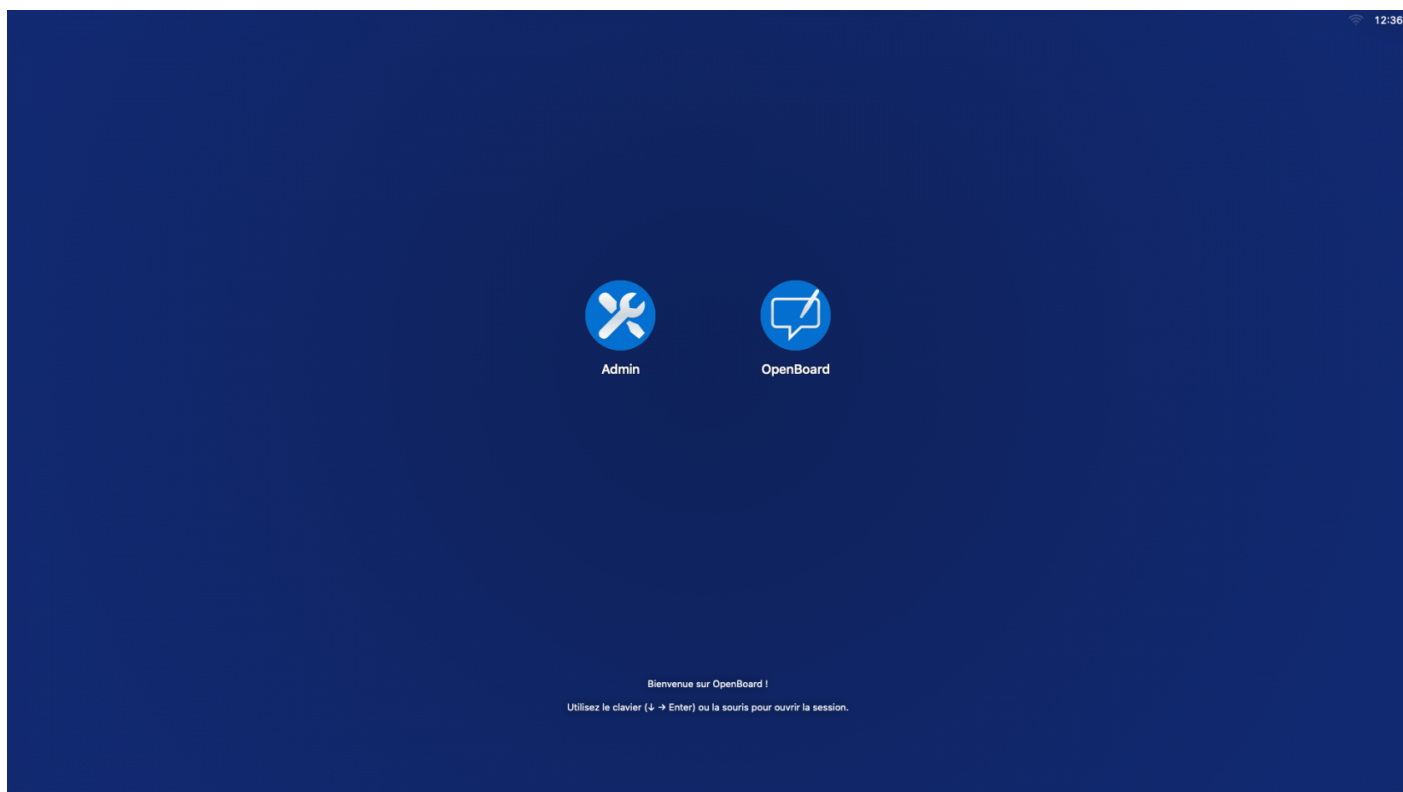 12:36
Admin
OpenBoard
Bienvenue sur OpenBoard !
Utilisez le clavier (↓ → Enter) ou la souris pour ouvrir la session.